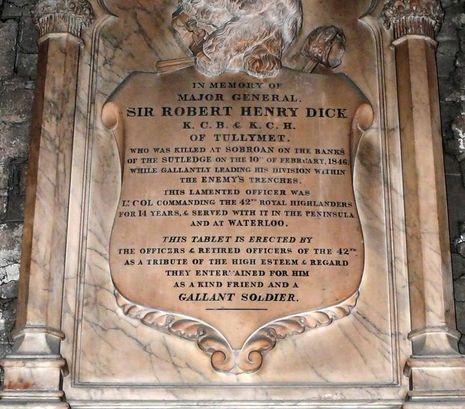 IN MEMORY OF
MAJOR GENERAL.
SIR ROBERT HENRY DICK
K.C.B. & K.C.H.
OF TULLYMET.
WHO WAS KILLED AT SOBROAN ON THE BANKS
OF THE SUTLEDGE ON THE 10TH OF FEBRUARY, 1846,
WHILE GALLANTLY LEADING HIS DIVISION WITHIN
THE ENEMY'S TRENCHES.
THIS LAMENTED OFFICER WAS
LT COL COMMANDING THE 42ND ROYAL HIGHLANDERS
FOR 14 YEARS, & SERVED WITH IT IN THE PENINSULA
AND AT WATERLOO.
THIS TABLET IS ERECTED BY
THE OFFICERS & RETIRED OFFICERS OF THE 42ND
AS A TRIBUTE OF THE HIGH ESTEEM & REGARD
THEY ENTERTAINED FOR HIM
AS A KIND FRIEND AND A
GALLANT SOLDIER.